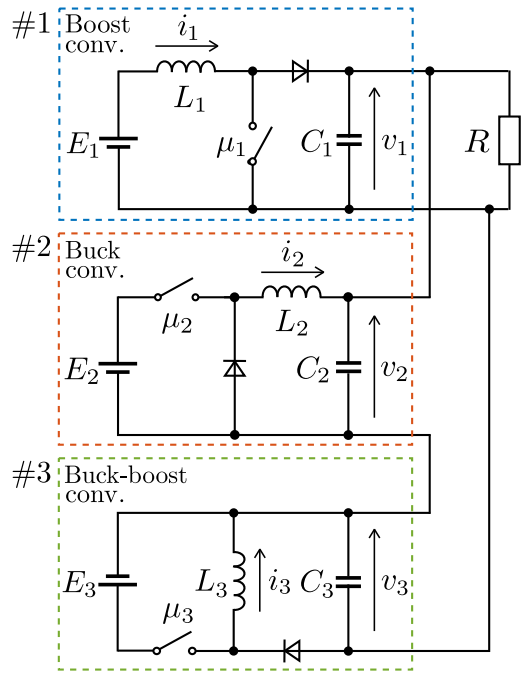 #1
Boost
conv.
i₁
L₁
E₁
μ₁
C₁
v₁
R
#2
Buck
conv.
i₂
L₂
μ₂
E₂
C₂
v₂
#3
Buck-boost
conv.
E₃
L₃
i₃
C₃
v₃
μ₃